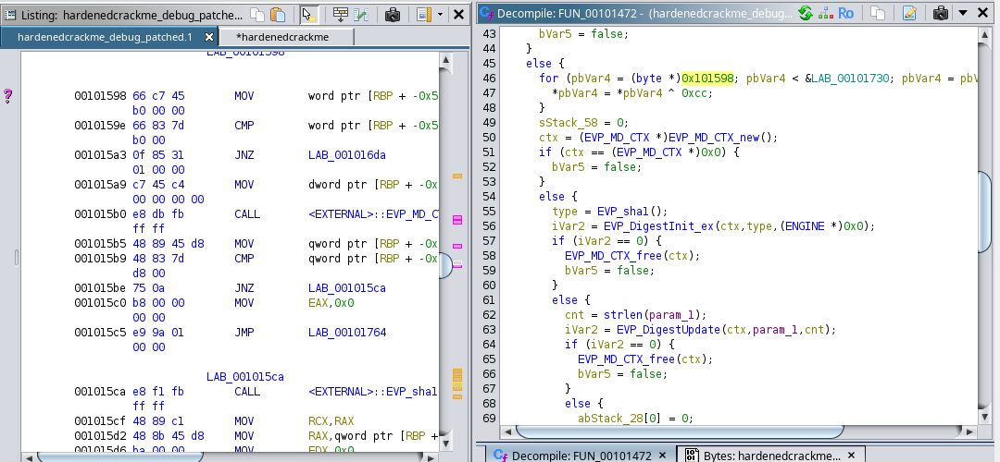 Listing: hardenedcrackme_debug_patche...
hardenedcrackme_debug_patched.1
*hardenedcrackme
LAB_00101598
00101598 66 c7 45 MOV word ptr [RBP + -0x5
b0 00 00
0010159e 66 83 7d CMP word ptr [RBP + -0x5
b0 00
001015a3 0f 85 31 JNZ LAB_001016da
01 00 00
001015a9 c7 45 c4 MOV dword ptr [RBP + -0x
00 00 00 00
001015b0 e8 db fb CALL <EXTERNAL>::EVP_MD_C
ff ff
001015b5 48 89 45 d8 MOV qword ptr [RBP + -0x
001015b9 48 83 7d CMP qword ptr [RBP + -0x
d8 00
001015be 75 0a JNZ LAB_001015ca
001015c0 b8 00 00 MOV EAX,0x0
00 00
001015c5 e9 9a 01 JMP LAB_00101764
00 00
LAB_001015ca
001015ca e8 f1 fb CALL <EXTERNAL>::EVP_sha1
ff ff
001015cf 48 89 c1 MOV RCX,RAX
001015d2 48 8b 45 d8 MOV RAX,qword ptr [RBP +
001015d6 ba 00 00 MOV EDX,0x0
Decompile: FUN_00101472 - (hardenedcrackme_debug...
Ro
43 bVar5 = false;
44 }
45 else {
46 for (pbVar4 = (byte *)0x101598; pbVar4 < &LAB_00101730; pbVar4 = pbV
47 *pbVar4 = *pbVar4 ^ 0xcc;
48 }
49 sStack_58 = 0;
50 ctx = (EVP_MD_CTX *)EVP_MD_CTX_new();
51 if (ctx == (EVP_MD_CTX *)0x0) {
52 bVar5 = false;
53 }
54 else {
55 type = EVP_sha1();
56 iVar2 = EVP_DigestInit_ex(ctx,type,(ENGINE *)0x0);
57 if (iVar2 == 0) {
58 EVP_MD_CTX_free(ctx);
59 bVar5 = false;
60 }
61 else {
62 cnt = strlen(param_1);
63 iVar2 = EVP_DigestUpdate(ctx,param_1,cnt);
64 if (iVar2 == 0) {
65 EVP_MD_CTX_free(ctx);
66 bVar5 = false;
67 }
68 else {
69 abStack_28[0] = 0;
Decompile: FUN_00101472
Bytes: hardenedcrackme...